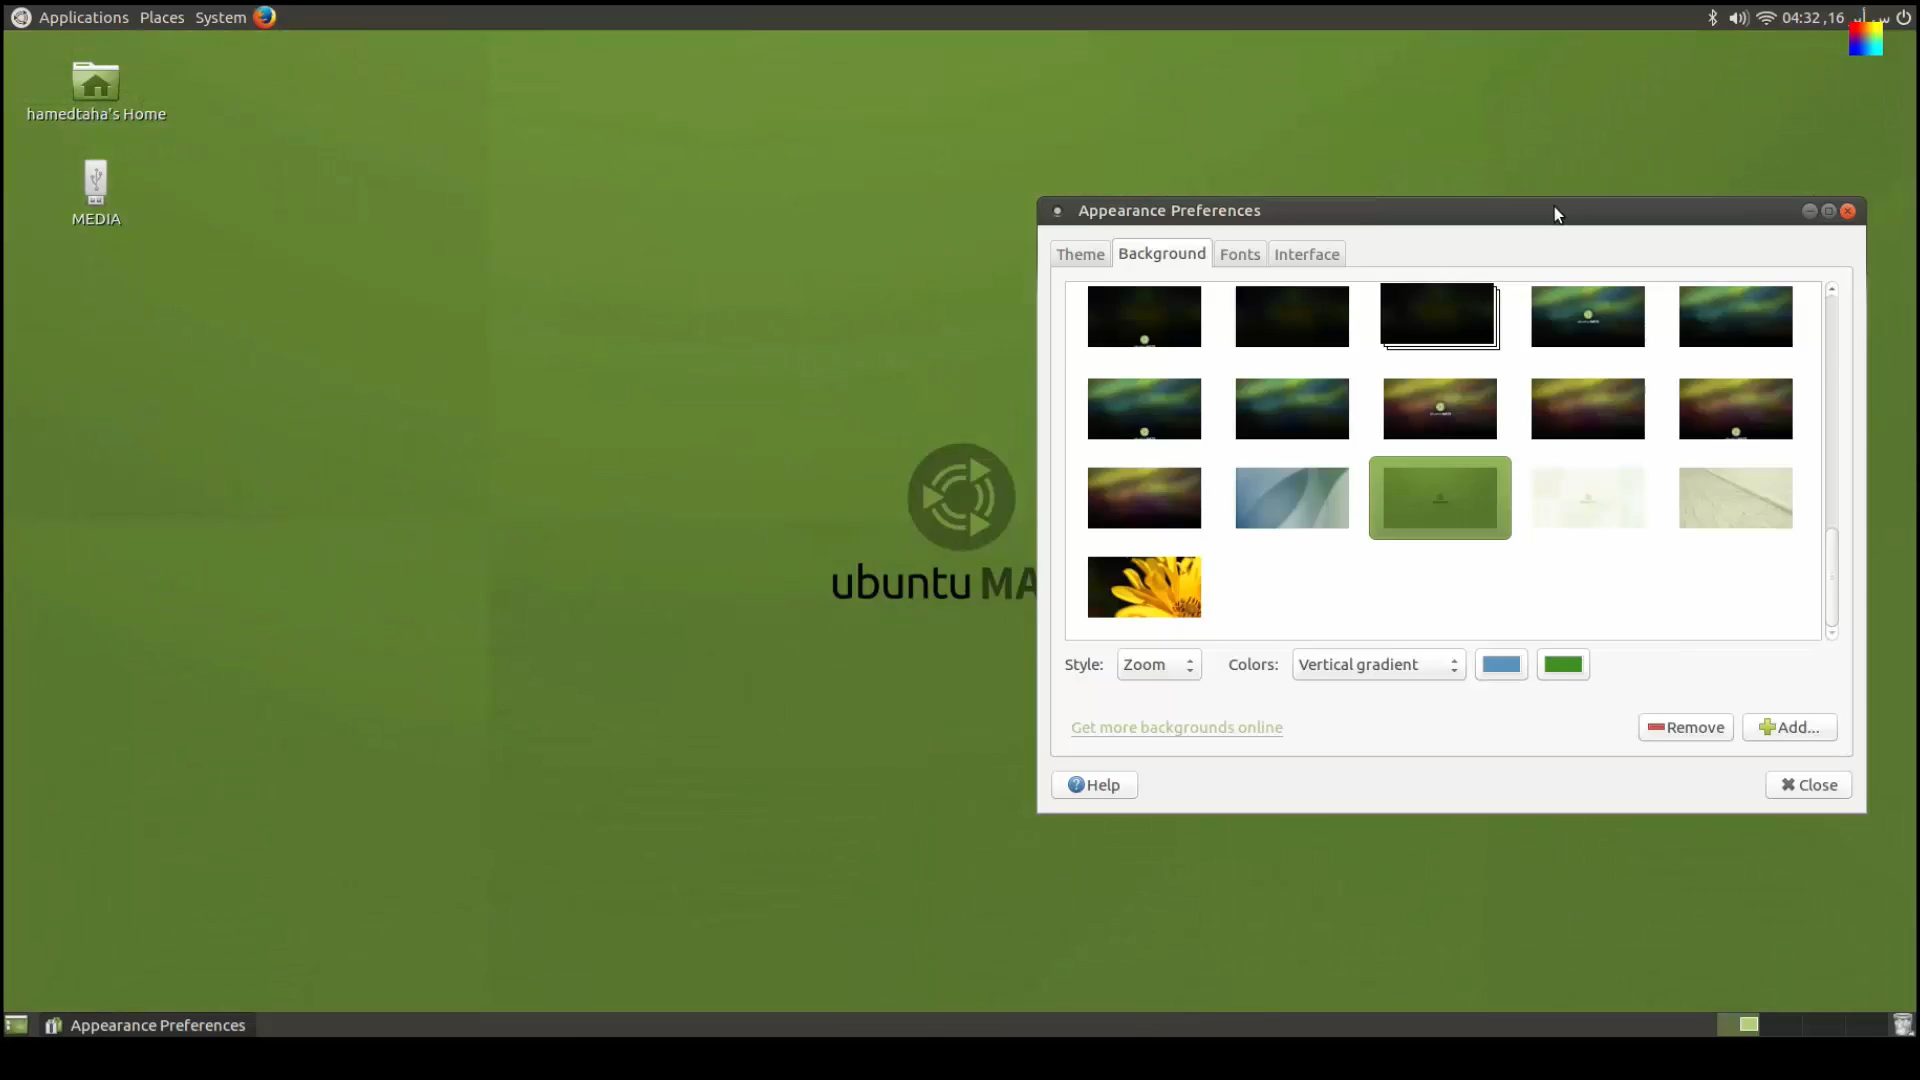 Applications Places System 04:32 ,16
hamedtaha's Home
MEDIA
ubuntu
Appearance Preferences
Theme Background Fonts Interface
Style: Zoom Colors: Vertical gradient
Get more backgrounds online Remove Add...
Help Close
Appearance Preferences